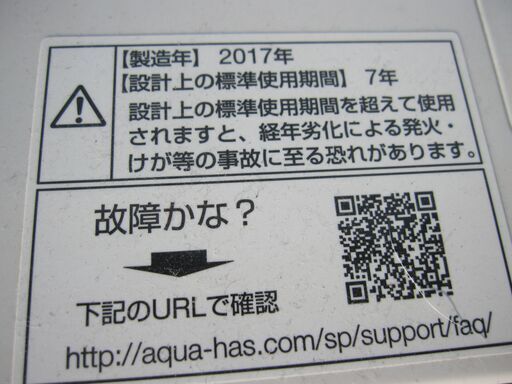 【製造年】2017年
【設計上の標準使用期間】7年
設計上の標準使用期間を超えて使用
されますと、経年劣化による発火・
けが等の事故に至る恐れがあります。
故障かな？
下記のURLで確認
http://aqua-has.com/sp/support/faq/